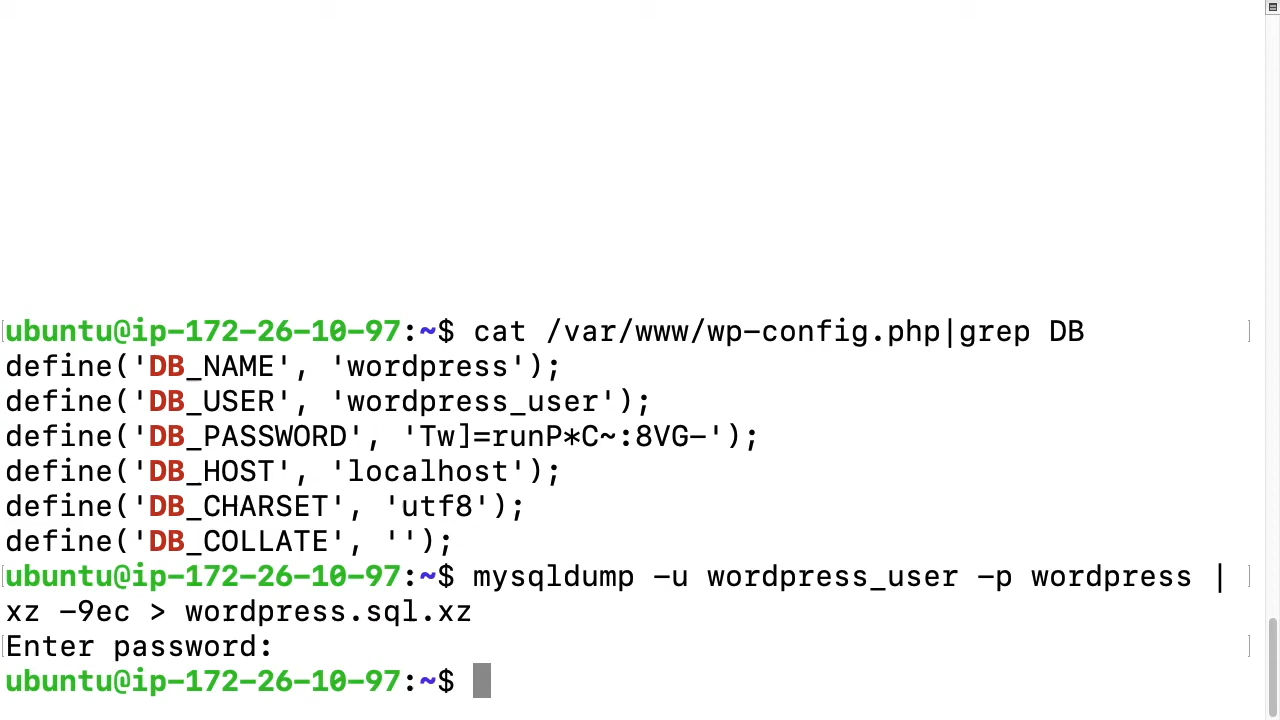 ubuntu@ip-172-26-10-97:~$ cat /var/www/wp-config.php|grep DB
define('DB_NAME', 'wordpress');
define('DB_USER', 'wordpress_user');
define('DB_PASSWORD', 'Tw]=runP*C~:8VG-');
define('DB_HOST', 'localhost');
define('DB_CHARSET', 'utf8');
define('DB_COLLATE', '');
ubuntu@ip-172-26-10-97:~$ mysqldump -u wordpress_user -p wordpress |
xz -9ec > wordpress.sql.xz
Enter password:
ubuntu@ip-172-26-10-97:~$